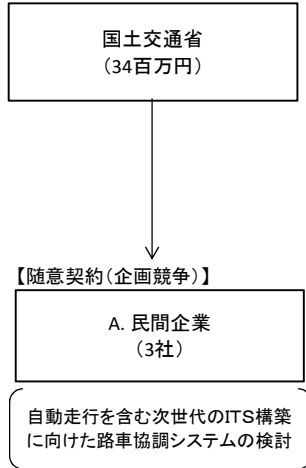 国土交通省
（34百万円）
【随意契約（企画競争）】
A. 民間企業
（3社）
自動走行を含む次世代のITS構築
に向けた路車協調システムの検討